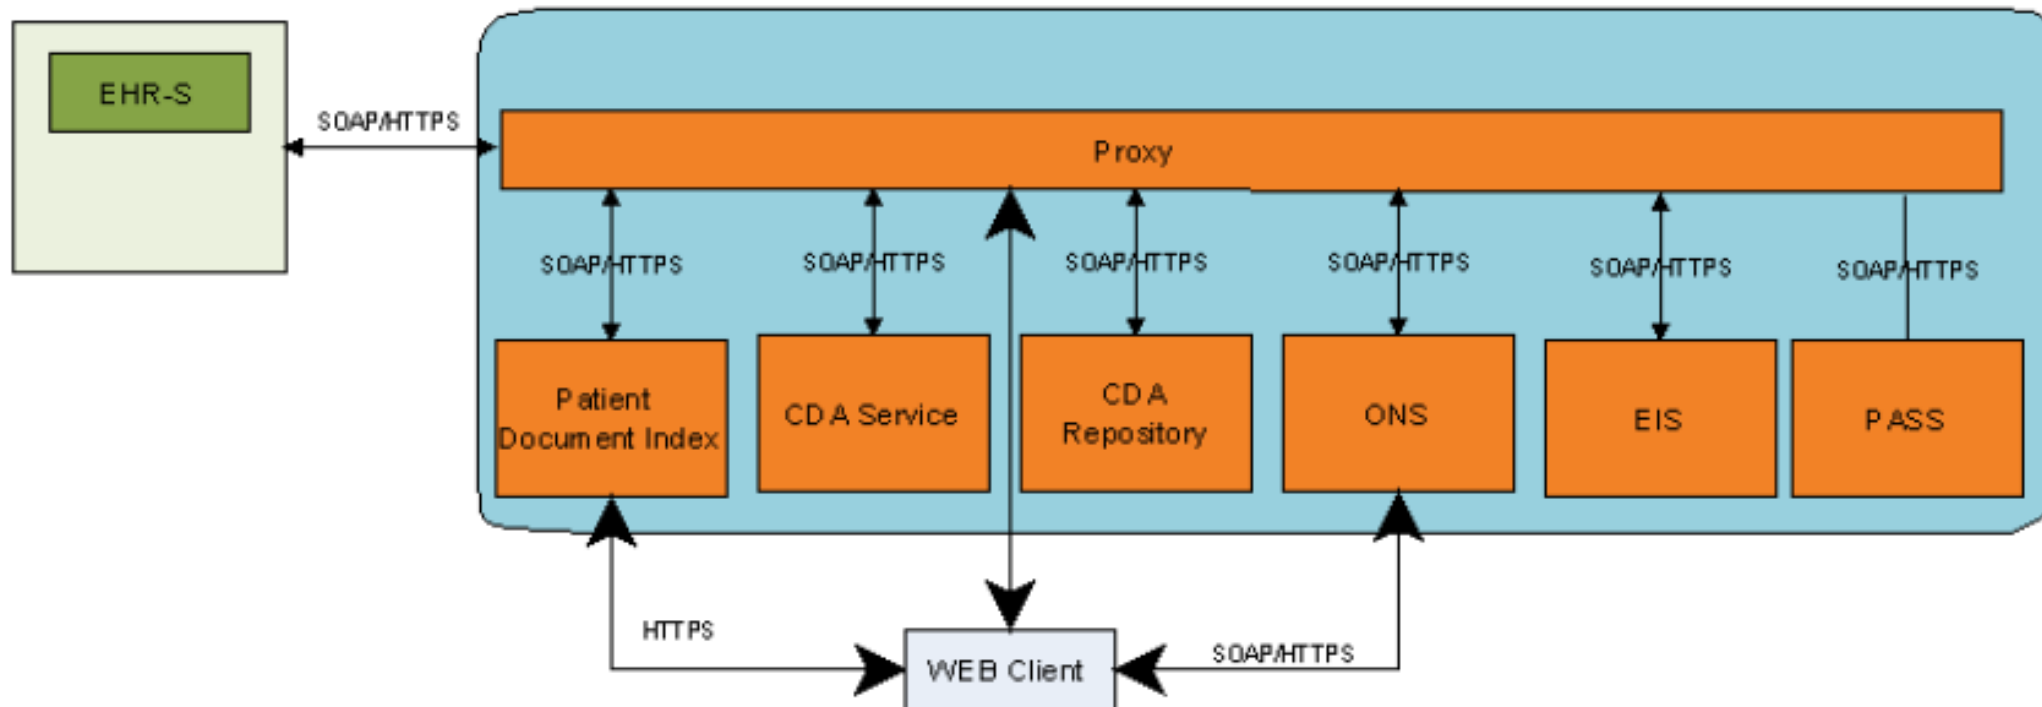 EHR-S
SOAP/HTTPS
Proxy
SOAP/HTTPS
SOAP/HTTPS
SOAP/HTTPS
SOAP/HTTPS
SOAP/HTTPS
SOAP/HTTPS
Patient
Document Index
CDA Service
CDA
Repository
ONS
EIS
PASS
HTTPS
WEB Client
SOAP/HTTPS